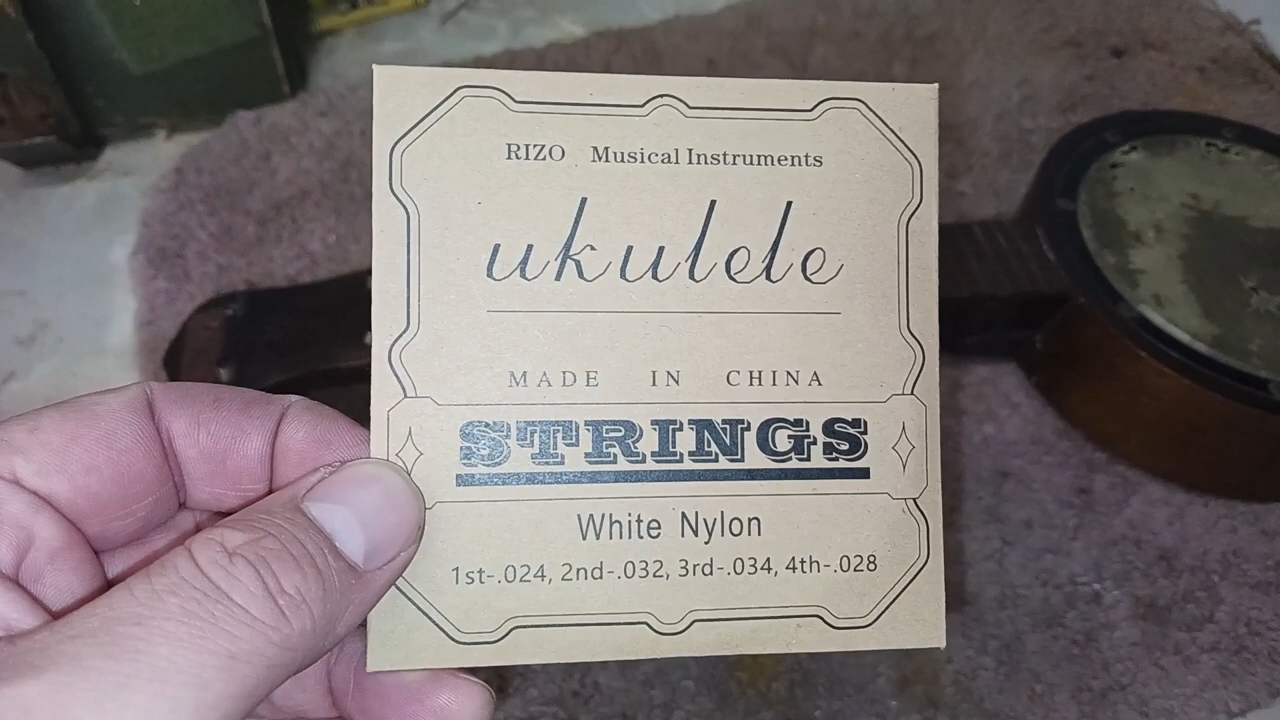 RIZO Musical Instruments
ukulele
MADE IN CHINA
STRINGS
White Nylon
1st-.024, 2nd-.032, 3rd-.034, 4th-.028